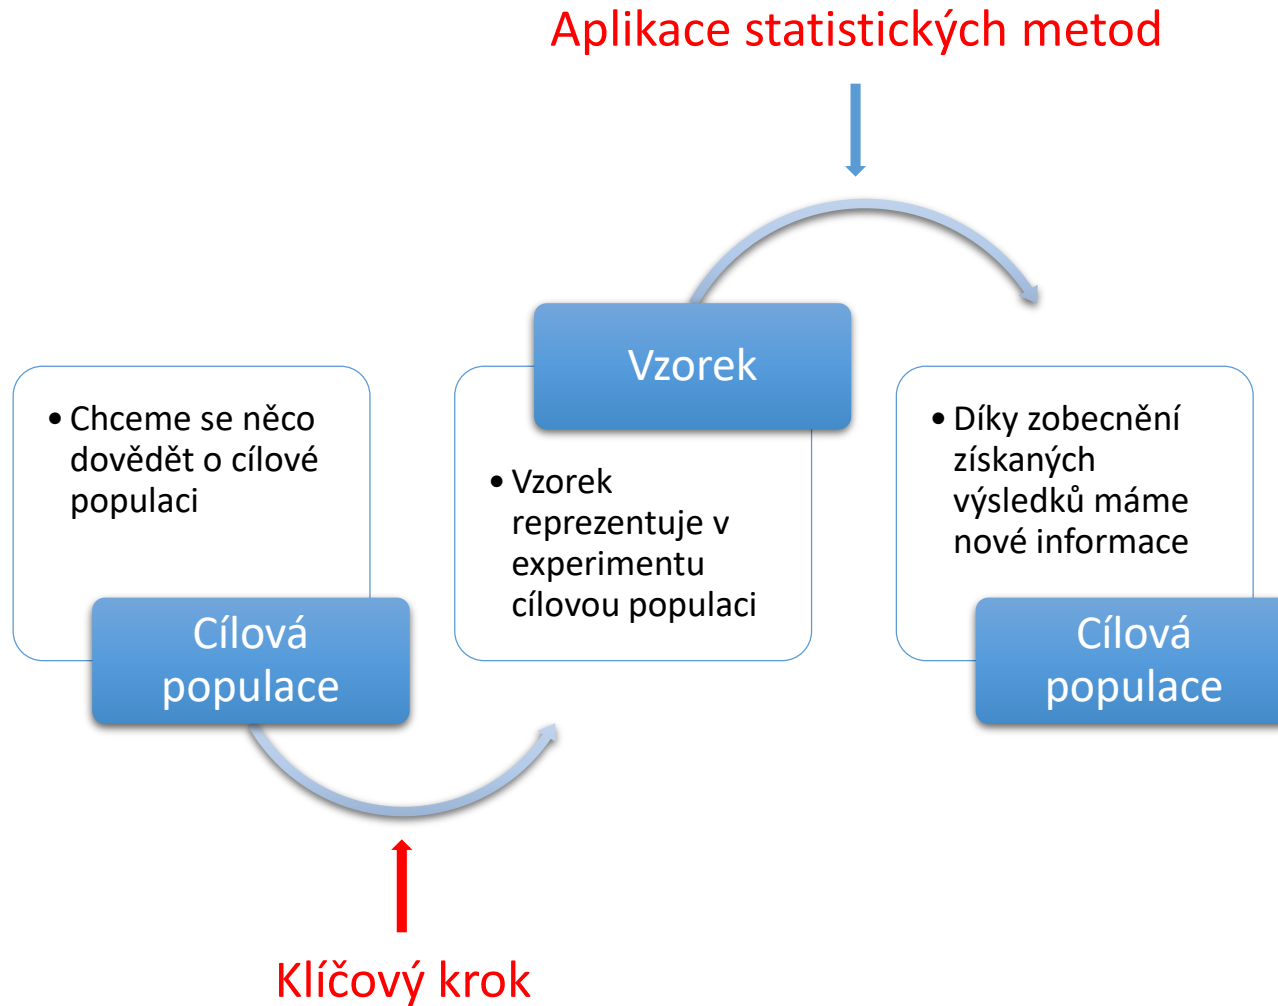 Aplikace statistických metod
• Chceme se něco
dovědět o cílové
populaci
Cílová
populace
Vzorek
• Vzorek
reprezentuje v
experimentu
cílovou populaci
• Díky zobecnění
získaných
výsledků máme
nové informace
Cílová
populace
Klíčový krok